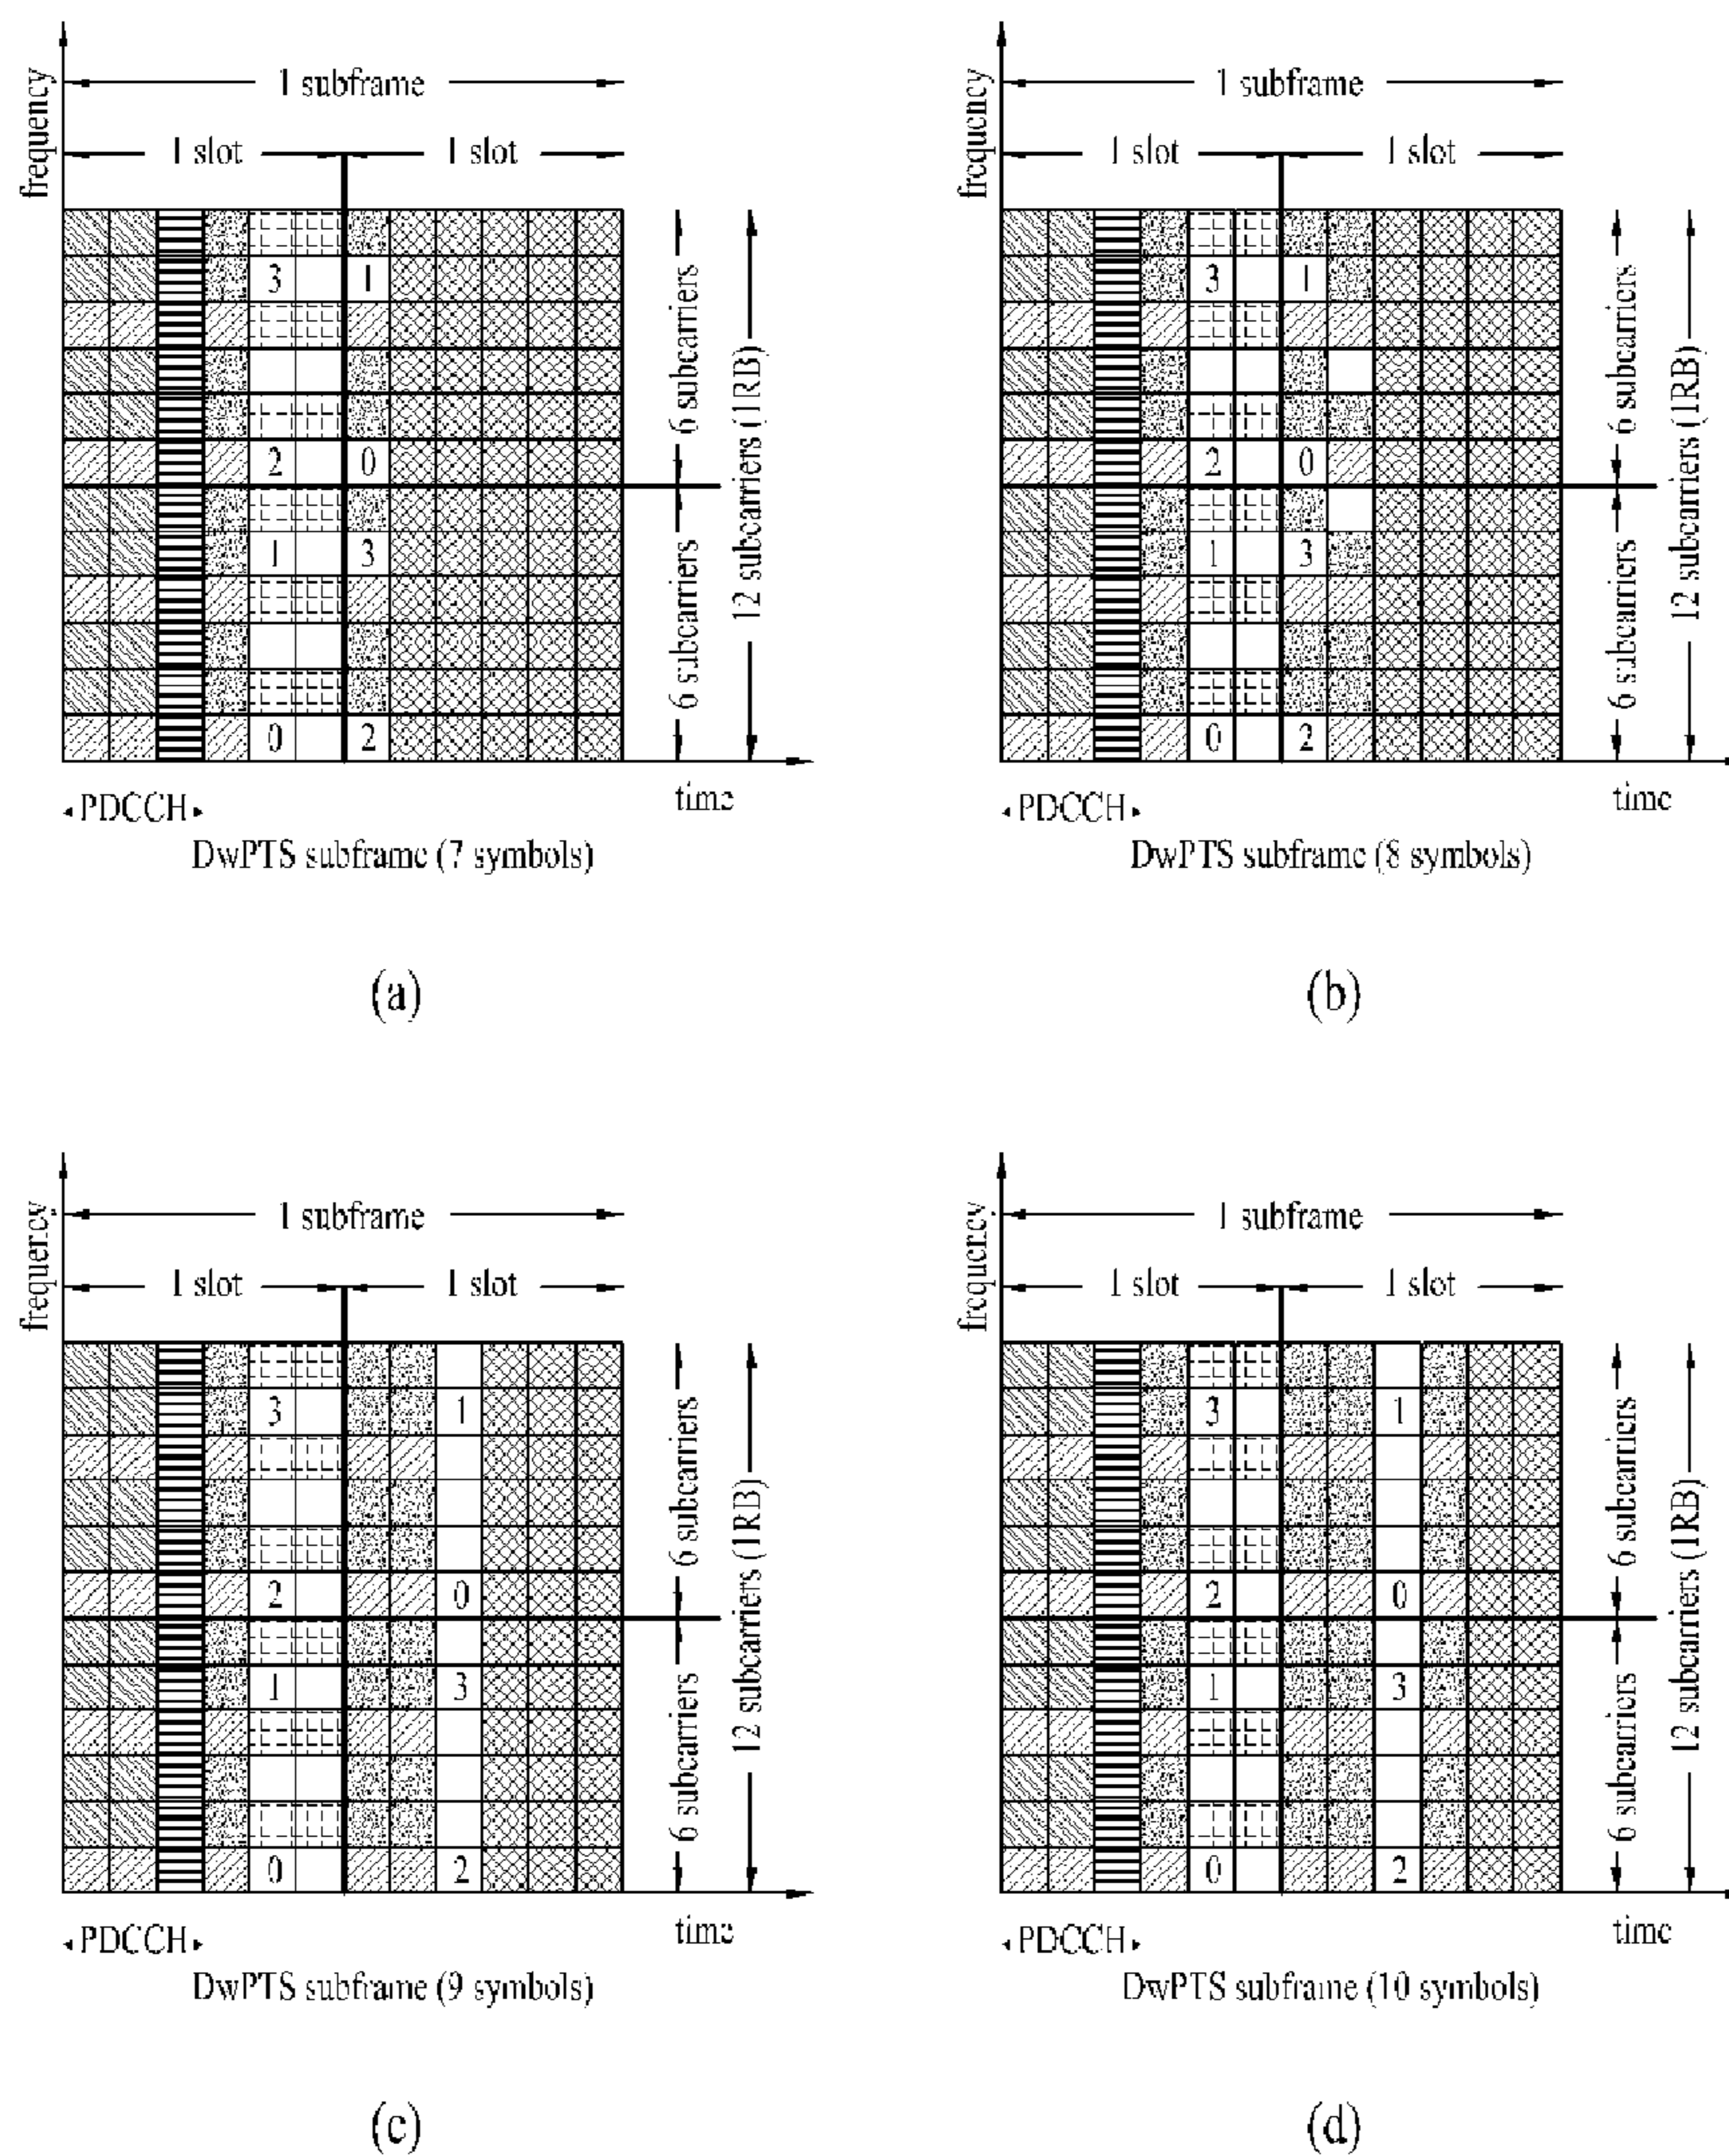 1 subframe
1 slot 1 slot
frequency
3 1
2 0
1 3
0 2
6 subcarriers
6 subcarriers
12 subcarriers (1RB)
time
PDCCH
DwPTS subframe (7 symbols)
(a)
1 subframe
1 slot 1 slot
frequency
3 1
2 0
1 3
0 2
6 subcarriers
6 subcarriers
12 subcarriers (1RB)
time
PDCCH
DwPTS subframe (8 symbols)
(b)
1 subframe
1 slot 1 slot
frequency
3 1
2 0
1 3
0 2
6 subcarriers
6 subcarriers
12 subcarriers (1RB)
time
PDCCH
DwPTS subframe (9 symbols)
(c)
1 subframe
1 slot 1 slot
frequency
3 1
2 0
1 3
0 2
6 subcarriers
6 subcarriers
12 subcarriers (1RB)
time
PDCCH
DwPTS subframe (10 symbols)
(d)